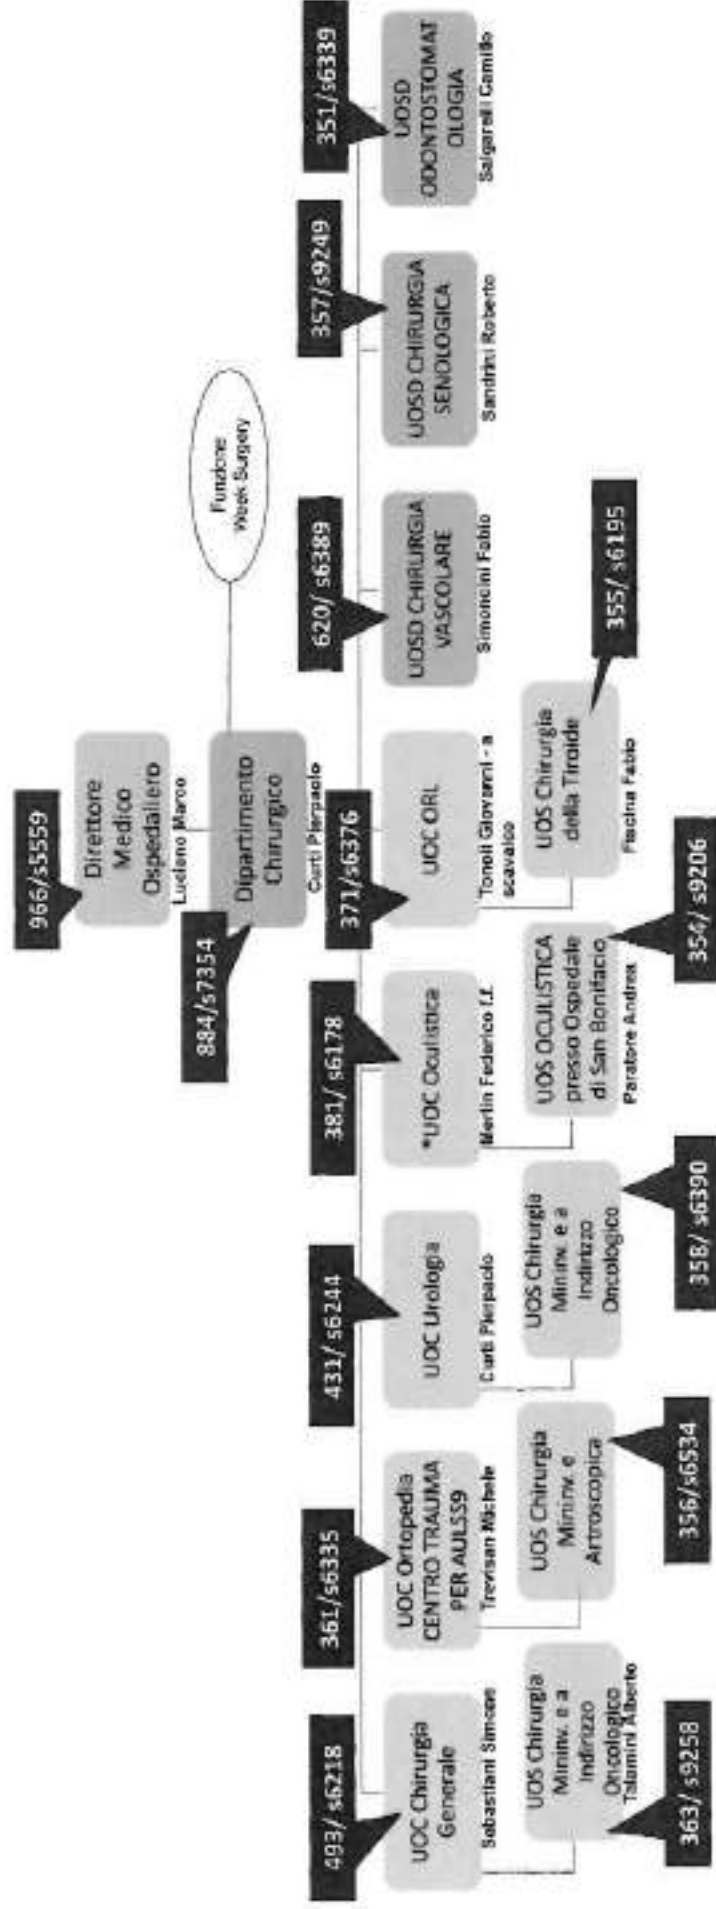 966/s5559
Direttore
Medico
Ospedaliero
Luciano Marco
884/s7354
Dipartimento
Chirurgico
Curti Pierpaolo
Funzione
Week Surgery
493/ s6218
UOC Chirurgia
Generale
Sebastiani Simone
361/s6335
UOC Ortopedia
CENTRO TRAUMA
PER AULSS9
Trevisan Michele
431/ s6244
UOC Urologia
Curti Pierpaolo
381/ s6178
*UOC Oculistica
Merlin Federico f.f.
371/s6376
UOC ORL
Tonoli Giovanni - a
scavalco
620/ s6389
UOSD CHIRURGIA
VASCOLARE
Simoncini Fabio
357/s9249
UOSD CHIRURGIA
SENOLOGICA
Sandrini Roberto
351/s6339
UOSD
ODONTOSTOMAT
OLOGIA
Salgarelli Camillo
UOS Chirurgia
Mininv. e a
Indirizzo
Oncologico
Talamini Alberto
363/ s9258
UOS Chirurgia
Mininv. e
Artroscopica
356/s6534
UOS Chirurgia
Mininv. e a
Indirizzo
Oncologico
358/ s6390
UOS OCULISTICA
presso Ospedale
di San Bonifacio
Paratore Andrea
354/ s9206
UOS Chirurgia
della Tiroide
Fiscina Fabio
355/ s6195